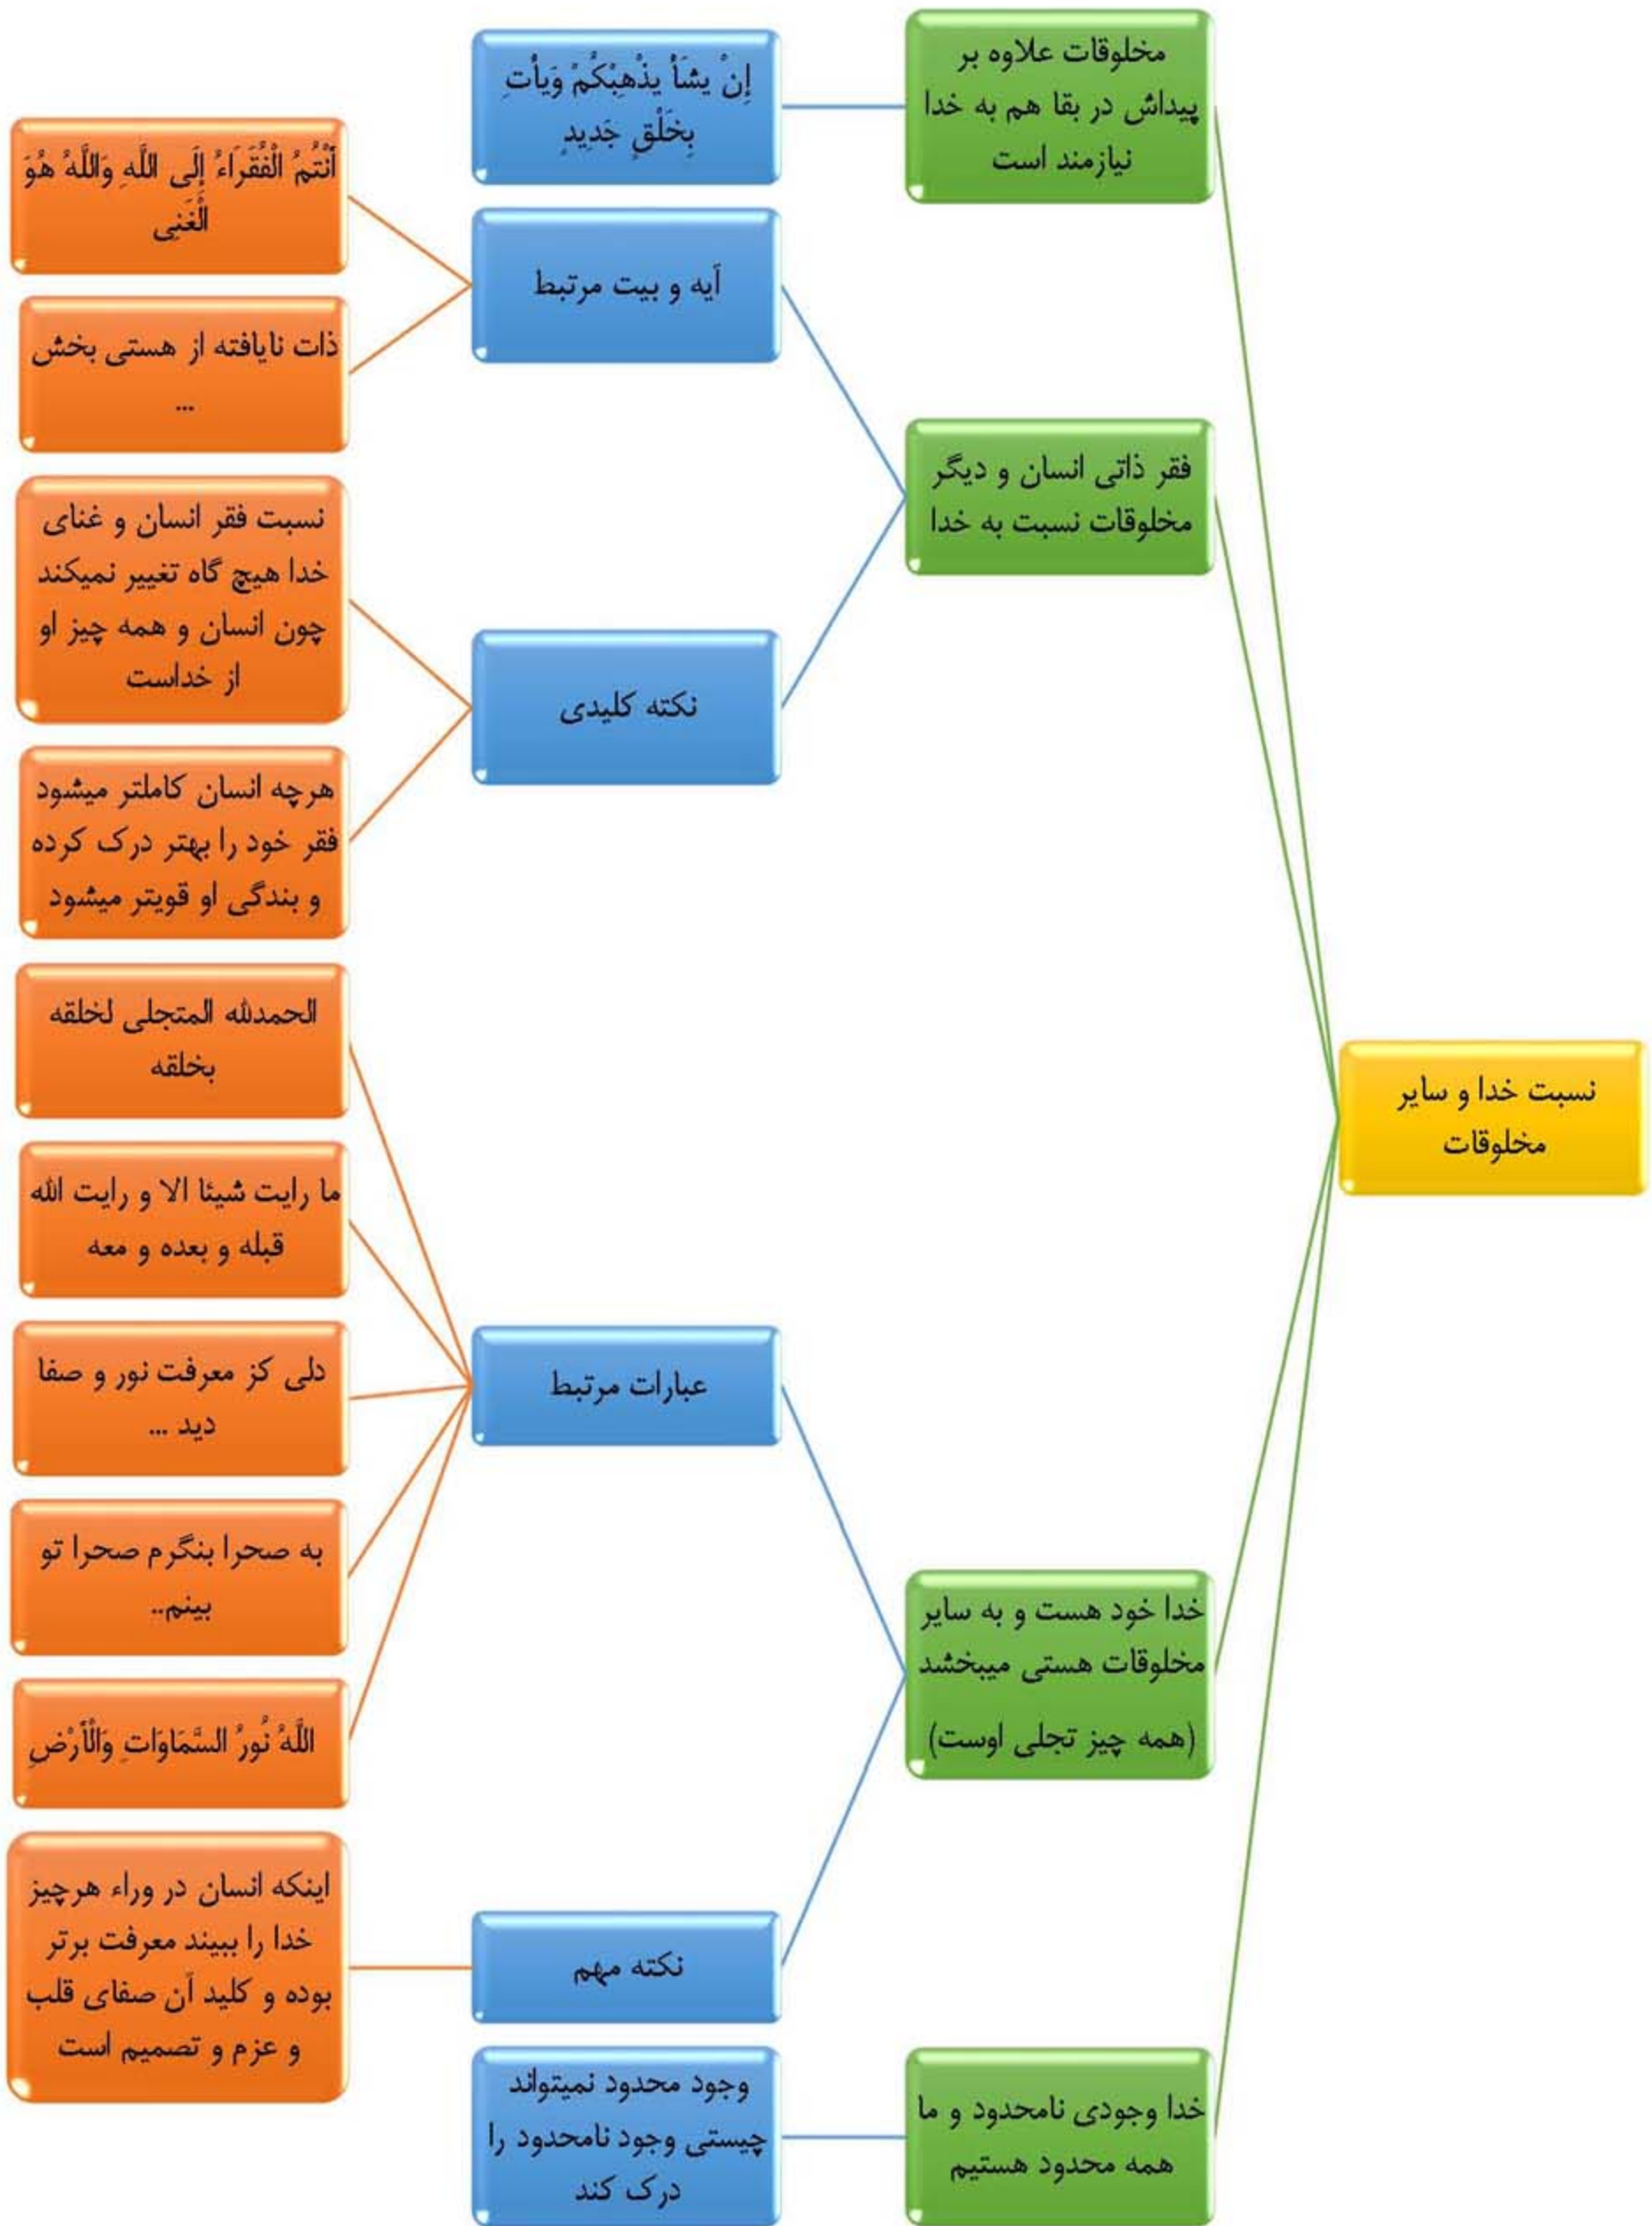 نسبت خدا و سایر
مخلوقات
مخلوقات علاوه بر
پیداش در بقا هم به خدا
نیازمند است
إِنْ یشَأْ یذْهِبْکُمْ وَیأْتِ
بِخَلْقٍ جَدِیدٍ
فقر ذاتی انسان و دیگر
مخلوقات نسبت به خدا
آیه و بیت مرتبط
أَنْتُمُ الْفُقَرَاءُ إِلَی اللَّهِ وَاللَّهُ هُوَ
الْغَنِی
ذات نایافته از هستی بخش
...
نکته کلیدی
نسبت فقر انسان و غنای
خدا هیچ گاه تغییر نمیکند
چون انسان و همه چیز او
از خداست
هرچه انسان کاملتر میشود
فقر خود را بهتر درک کرده
و بندگی او قویتر میشود
خدا خود هست و به سایر
مخلوقات هستی میبخشد
(همه چیز تجلی اوست)
عبارات مرتبط
الحمدلله المتجلی لخلقه
بخلقه
ما رایت شیئا الا و رایت الله
قبله و بعده و معه
دلی کز معرفت نور و صفا
دید ...
به صحرا بنگرم صحرا تو
بینم..
اللَّهُ نُورُ السَّمَاوَاتِ وَالْأَرْضِ
نکته مهم
اینکه انسان در وراء هرچیز
خدا را ببیند معرفت برتر
بوده و کلید آن صفای قلب
و عزم و تصمیم است
خدا وجودی نامحدود و ما
همه محدود هستیم
وجود محدود نمیتواند
چیستی وجود نامحدود را
درک کند